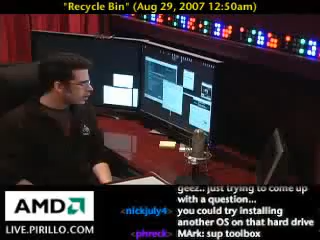 "Recycle Bin" (Aug 29, 2007 12:50am)
geez.. just trying to come up
with a question...
<nickjuly4> you could try installing
another OS on that hard drive
<phreck> MArk: sup toolbox
AMD
LIVE.PIRILLO.COM